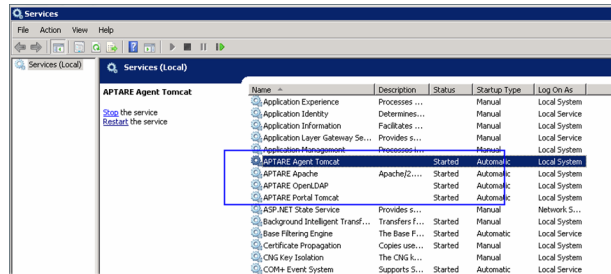 Services
File Action View Help
Services (Local)
Services (Local)
APTARE Agent Tomcat
Stop the service
Restart the service
Name Description Status Startup Type Log On As
Application Experience Processes ... Manual Local System
Application Identity Determines... Manual Local Service
Application Information Facilitates ... Manual Local System
Application Layer Gateway Se... Provides s... Manual Local Service
Application Management Processes i... Manual Local System
APTARE Agent Tomcat Started Automatic Local System
APTARE Apache Apache/2.... Started Automatic Local System
APTARE OpenLDAP Started Automatic Local System
APTARE Portal Tomcat Started Automatic Local System
ASP.NET State Service Provides s... Manual Network S...
Background Intelligent Transf... Transfers f... Started Manual Local System
Base Filtering Engine The Base F... Started Automatic Local Service
Certificate Propagation Copies use... Started Manual Local System
CNG Key Isolation The CNG k... Manual Local System
COM+ Event System Supports S... Started Automatic Local Service